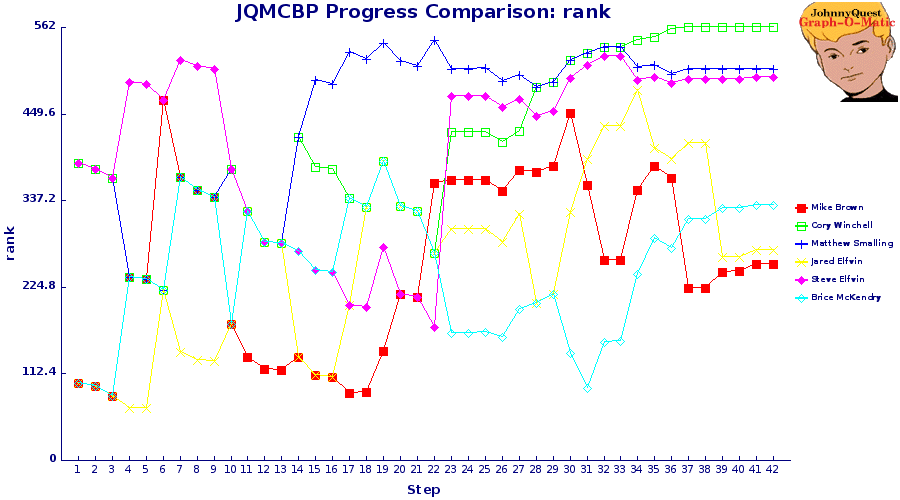 JQMCBP Progress Comparison: rank
JohnnyQuest
Graph-O-Matic
562
449.6
337.2
224.8
112.4
0
rank
1 2 3 4 5 6 7 8 9 10 11 12 13 14 15 16 17 18 19 20 21 22 23 24 25 26 27 28 29 30 31 32 33 34 35 36 37 38 39 40 41 42
Step
Mike Brown
Cory Winchell
Matthew Smalling
Jared Elfvin
Steve Elfvin
Brice McKendry